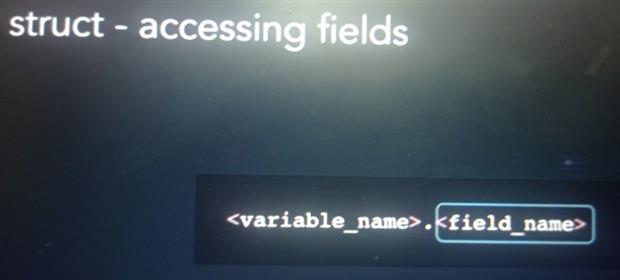 struct - accessing fields
<variable_name>.<field_name>